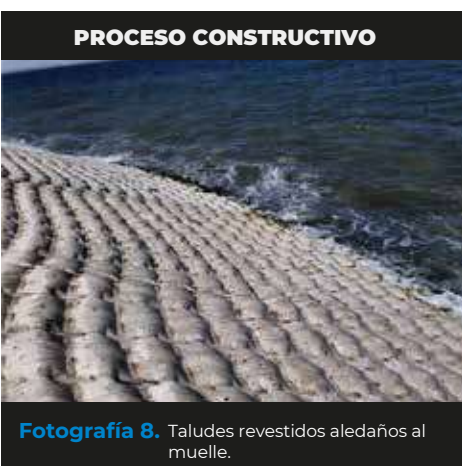 PROCESO CONSTRUCTIVO
Fotografía 8. Taludes revestidos aledaños al
muelle.